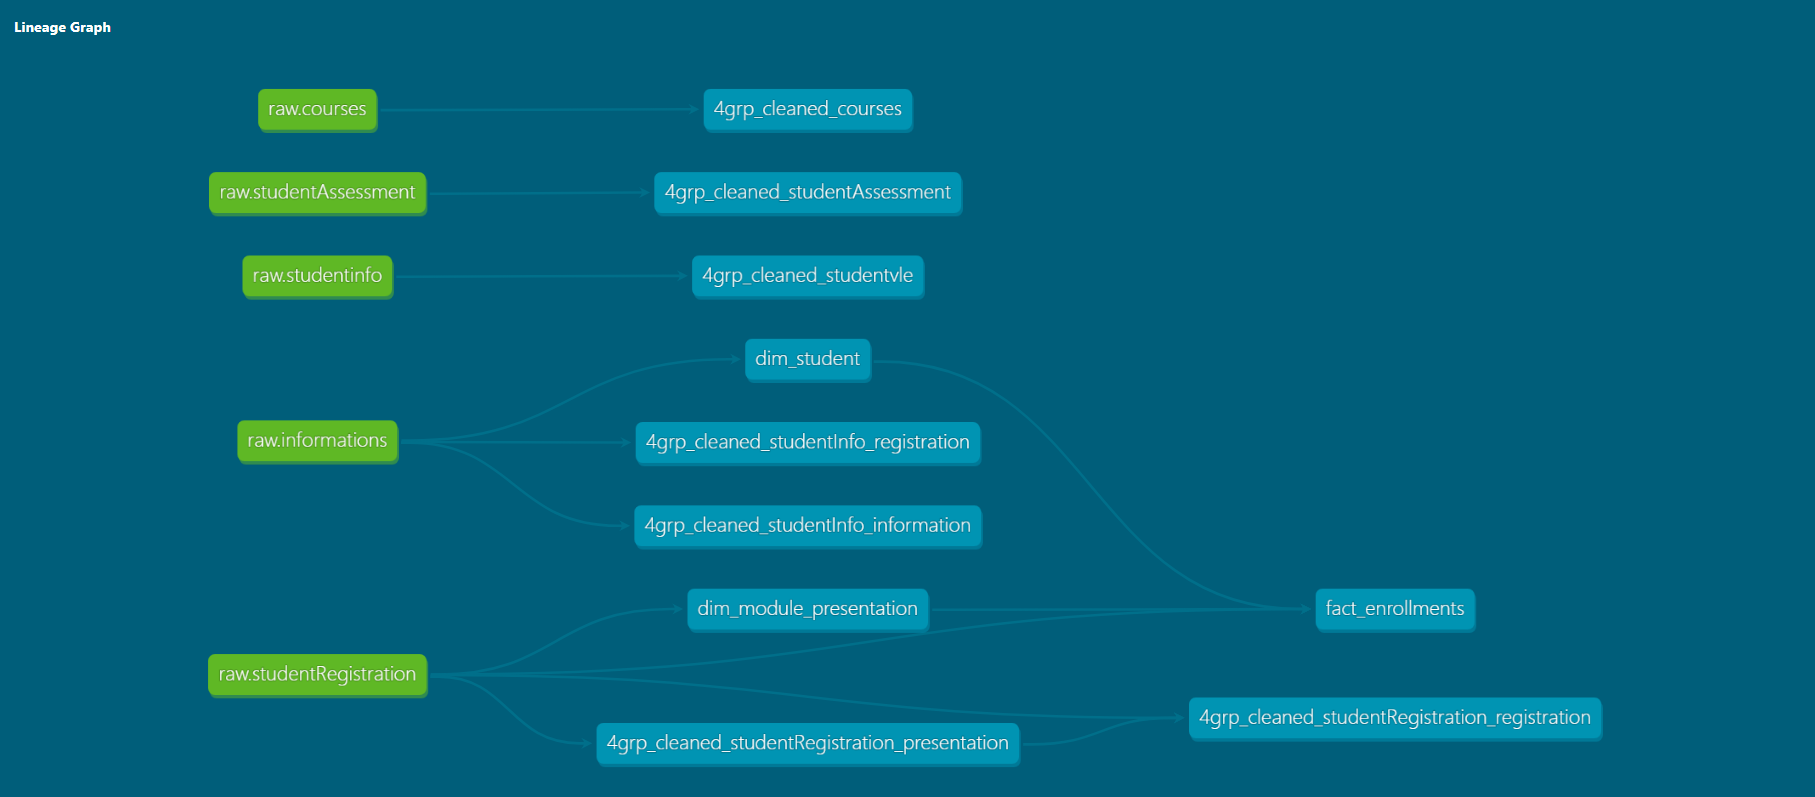 Lineage Graph
raw.courses
4grp_cleaned_courses
raw.studentAssessment
4grp_cleaned_studentAssessment
raw.studentinfo
4grp_cleaned_studentvle
dim_student
raw.informations
4grp_cleaned_studentInfo_registration
4grp_cleaned_studentInfo_information
dim_module_presentation
fact_enrollments
raw.studentRegistration
4grp_cleaned_studentRegistration_registration
4grp_cleaned_studentRegistration_presentation